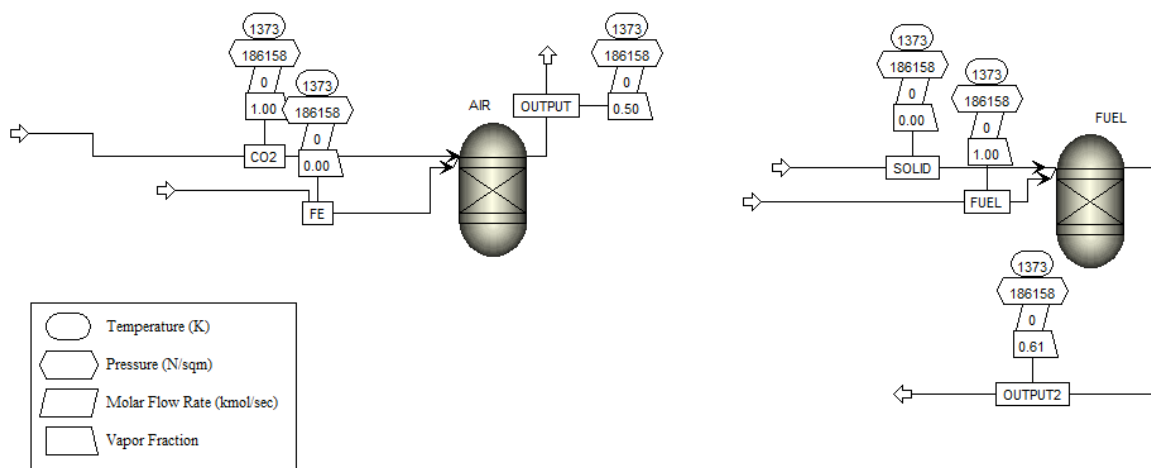 1373
186158
0
1.00
CO2
1373
186158
0
0.00
FE
AIR
OUTPUT
1373
186158
0
0.50
1373
186158
0
0.00
SOLID
1373
186158
0
1.00
FUEL
FUEL
1373
186158
0
0.61
OUTPUT2
Temperature (K)
Pressure (N/sqm)
Molar Flow Rate (kmol/sec)
Vapor Fraction